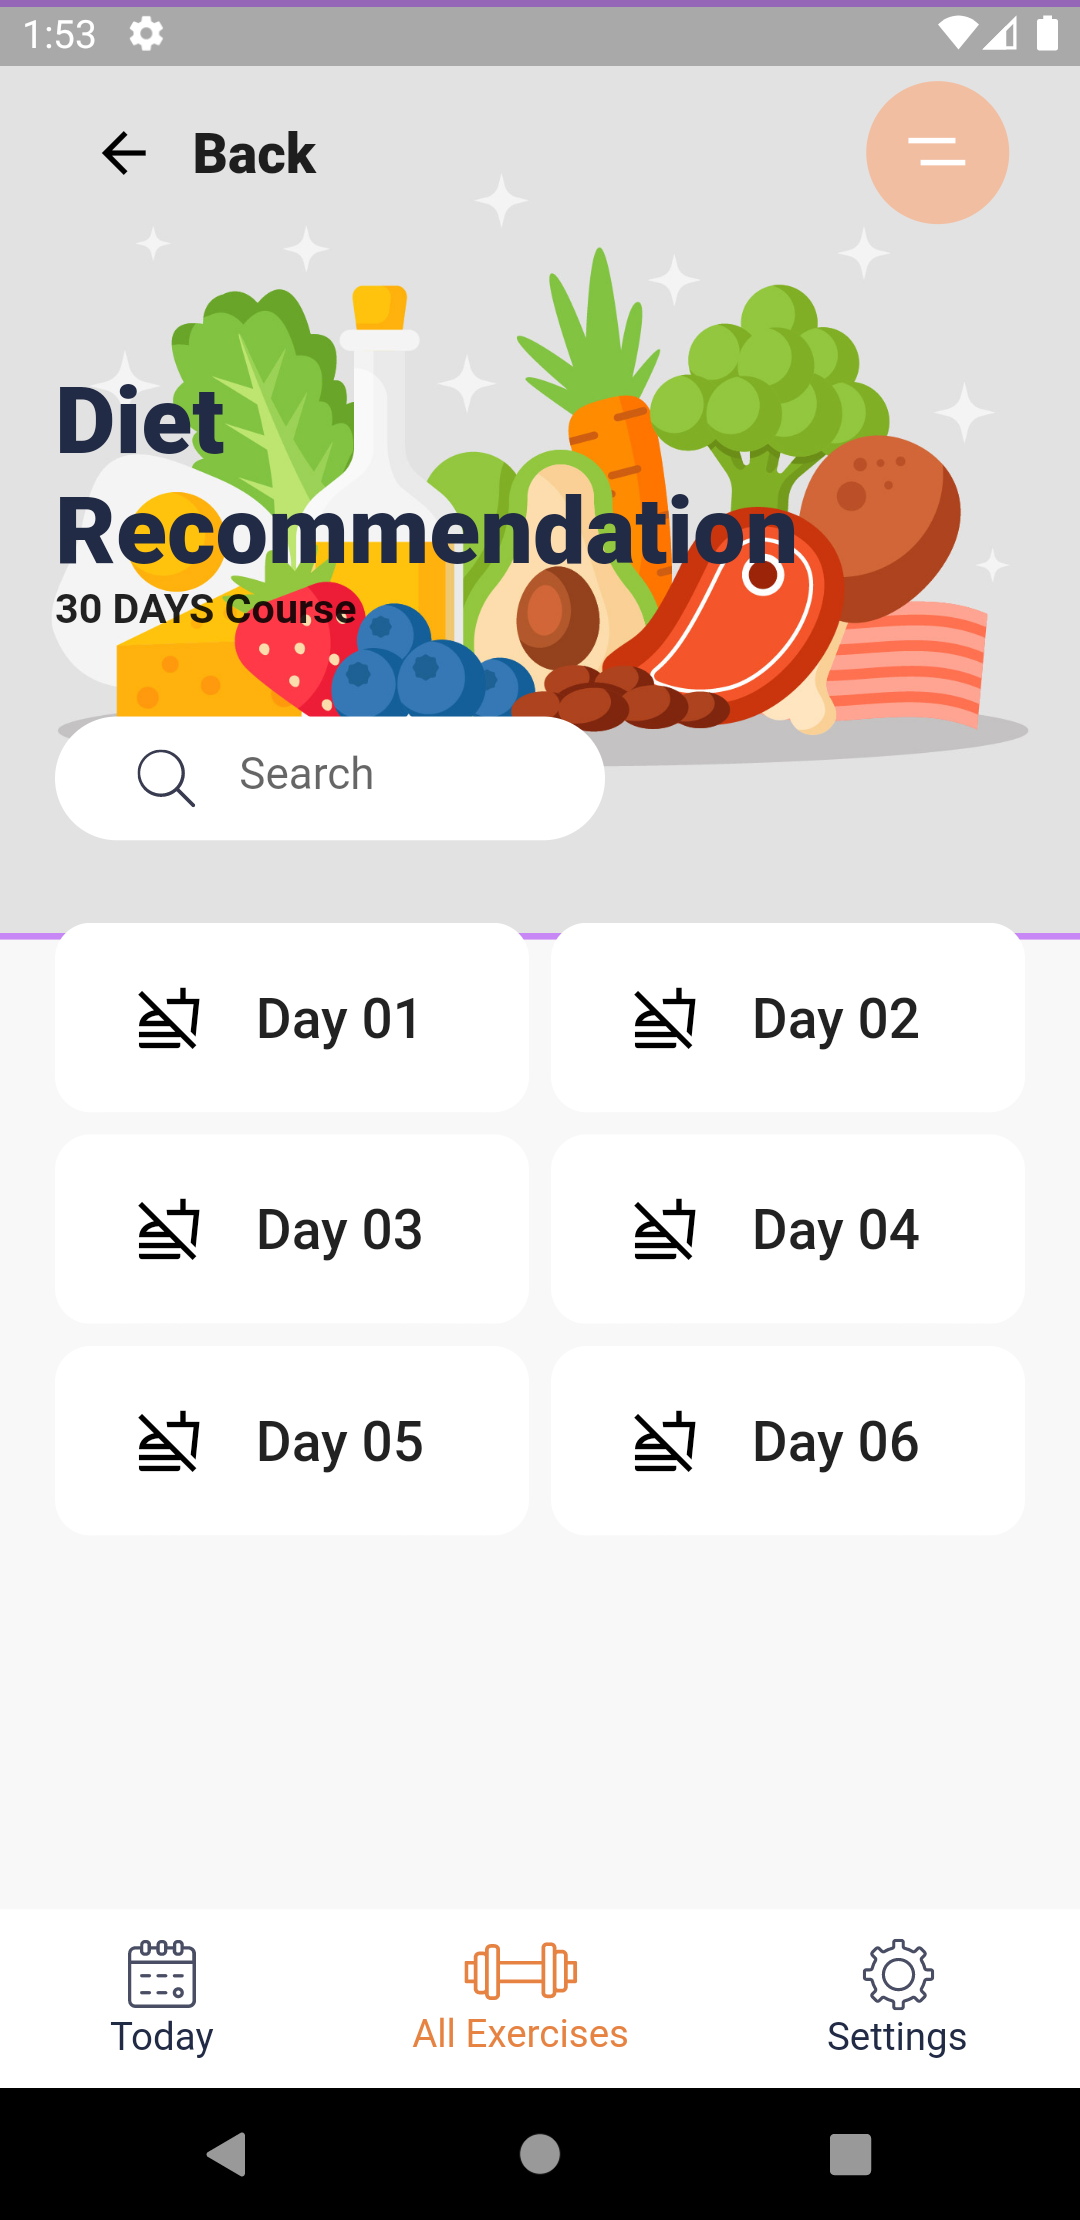 1:53
Back
Diet
Recommendation
30 DAYS Course
Search
Day 01
Day 02
Day 03
Day 04
Day 05
Day 06
Today
All Exercises
Settings